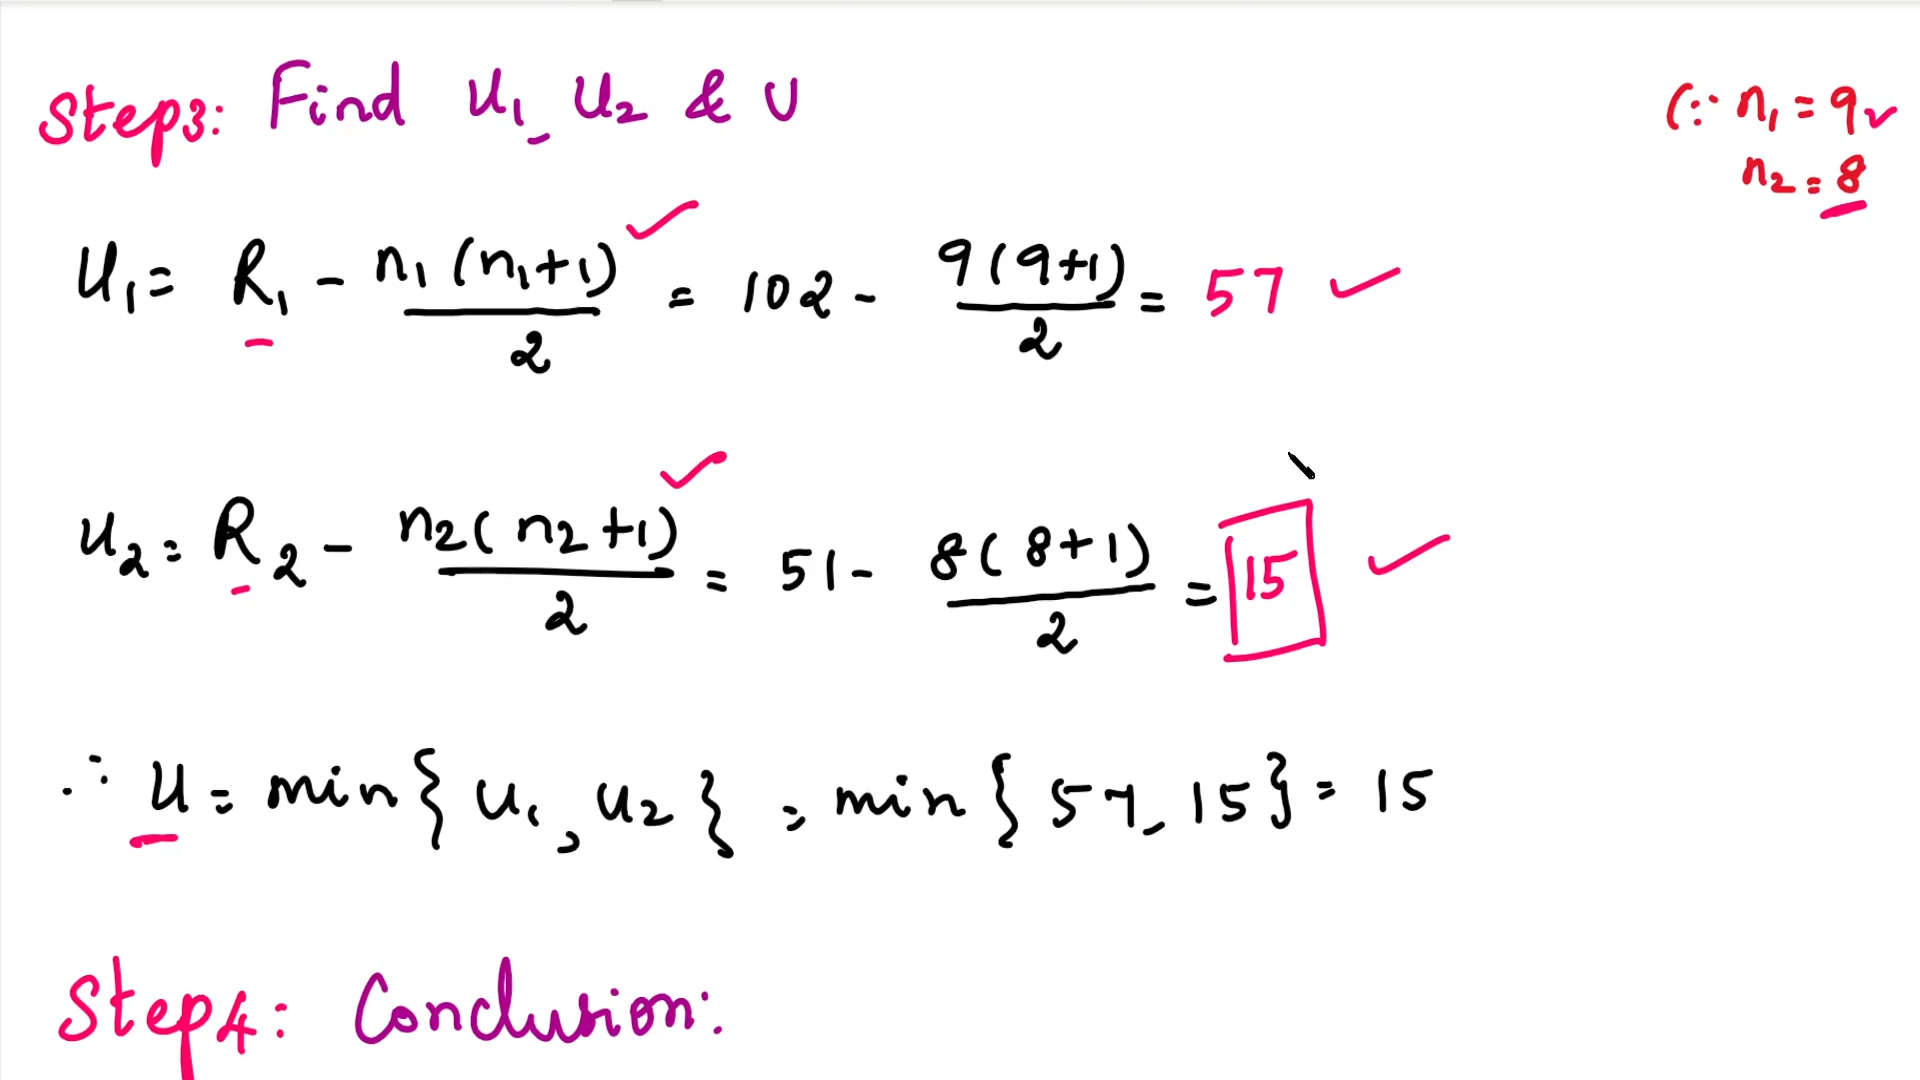 Step3: Find U₁, U₂ & U
(∵ n₁ = 9
n₂ = 8
U₁ = R₁ - n₁(n₁+1)/2 = 102 - 9(9+1)/2 = 57
U₂ = R₂ - n₂(n₂+1)/2 = 51 - 8(8+1)/2 = 15
∴ U = min{U₁, U₂} = min{57, 15} = 15
Step4: Conclusion: